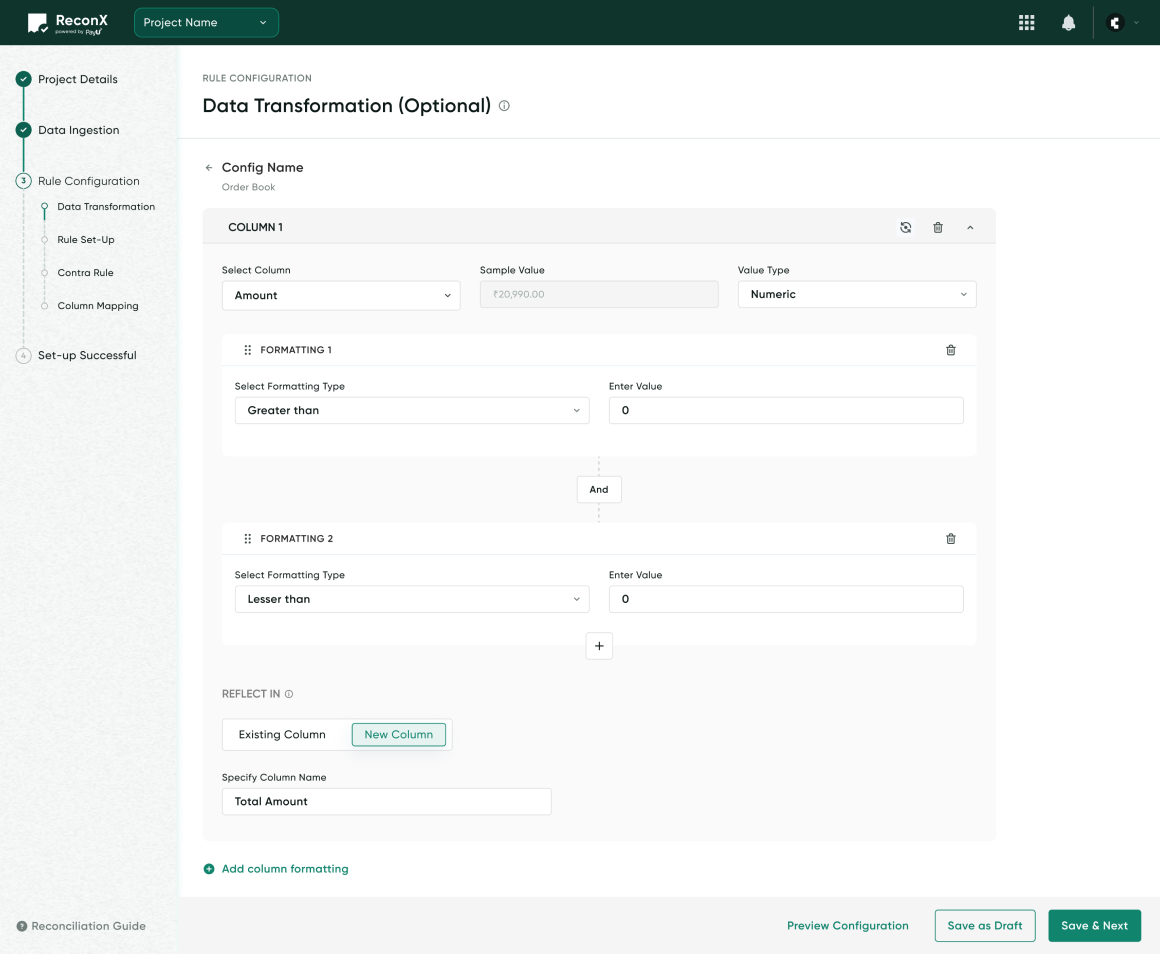 ReconX
powered by PayU
Project Name
Project Details
Data Ingestion
3
Rule Configuration
Data Transformation
Rule Set-Up
Contra Rule
Column Mapping
4
Set-up Successful
Reconciliation Guide
RULE CONFIGURATION
Data Transformation (Optional)
Config Name
Order Book
COLUMN 1
Select Column
Sample Value
Value Type
Amount
₹20,990.00
Numeric
FORMATTING 1
Select Formatting Type
Enter Value
Greater than
0
And
FORMATTING 2
Select Formatting Type
Enter Value
Lesser than
0
REFLECT IN
Existing Column
New Column
Specify Column Name
Total Amount
Add column formatting
Preview Configuration
Save as Draft
Save & Next